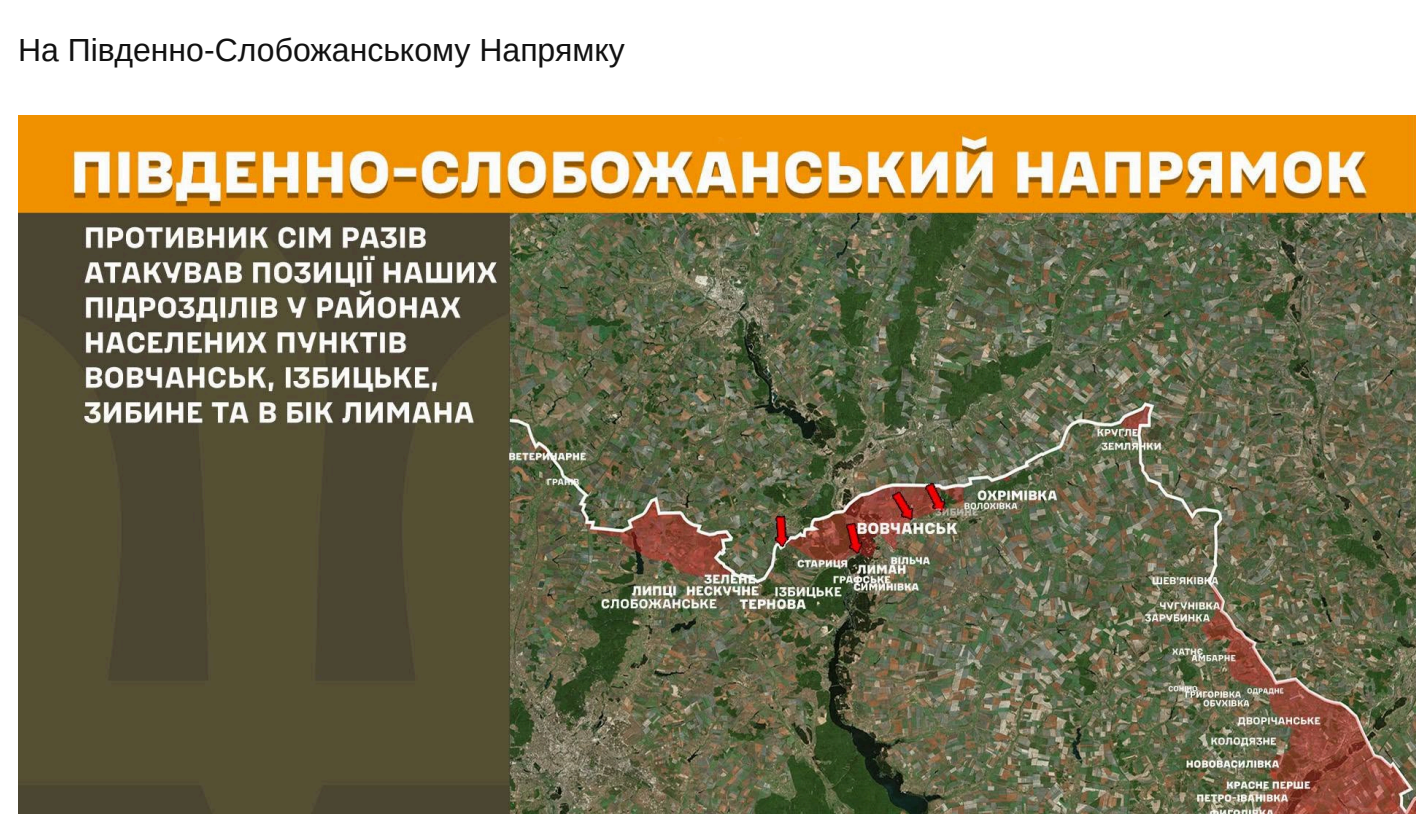 На Південно-Слобожанському Напрямку
ПІВДЕННО-СЛОБОЖАНСЬКИЙ НАПРЯМОК
ПРОТИВНИК СІМ РАЗІВ
АТАКУВАВ ПОЗИЦІЇ НАШИХ
ПІДРОЗДІЛІВ У РАЙОНАХ
НАСЕЛЕНИХ ПУНКТІВ
ВОВЧАНСЬК, ІЗБИЦЬКЕ,
ЗИБИНЕ ТА В БІК ЛИМАНА
КРУГЛЕ
ЗЕМЛЯНКИ
ВЕТЕРИНАРНЕ
ГРАНІВ
ОХРІМІВКА
ВОЛОХІВКА
ЗИБИНЕ
ВОВЧАНСЬК
СТАРИЦЯ
ВІЛЬЧА
ЛИМАН
ГРАФСЬКЕ
СИМИНІВКА
ЗЕЛЕНЕ
ЛИПЦІ
НЕСКУЧНЕ
ІЗБИЦЬКЕ
СЛОБОЖАНСЬКЕ
ТЕРНОВА
ШЕВ'ЯКІВКА
ЧУГУНІВКА
ЗАРУБИНКА
ХАТНЄ
АМБАРНЕ
ГРИГОРІВКА
ОДРАДНЕ
ОБУХІВКА
ДВОРІЧАНСЬКЕ
КОЛОДЯЗНЕ
НОВОВАСИЛІВКА
КРАСНЕ ПЕРШЕ
ПЕТРО-ІВАНІВКА
ФИГОЛІВКА